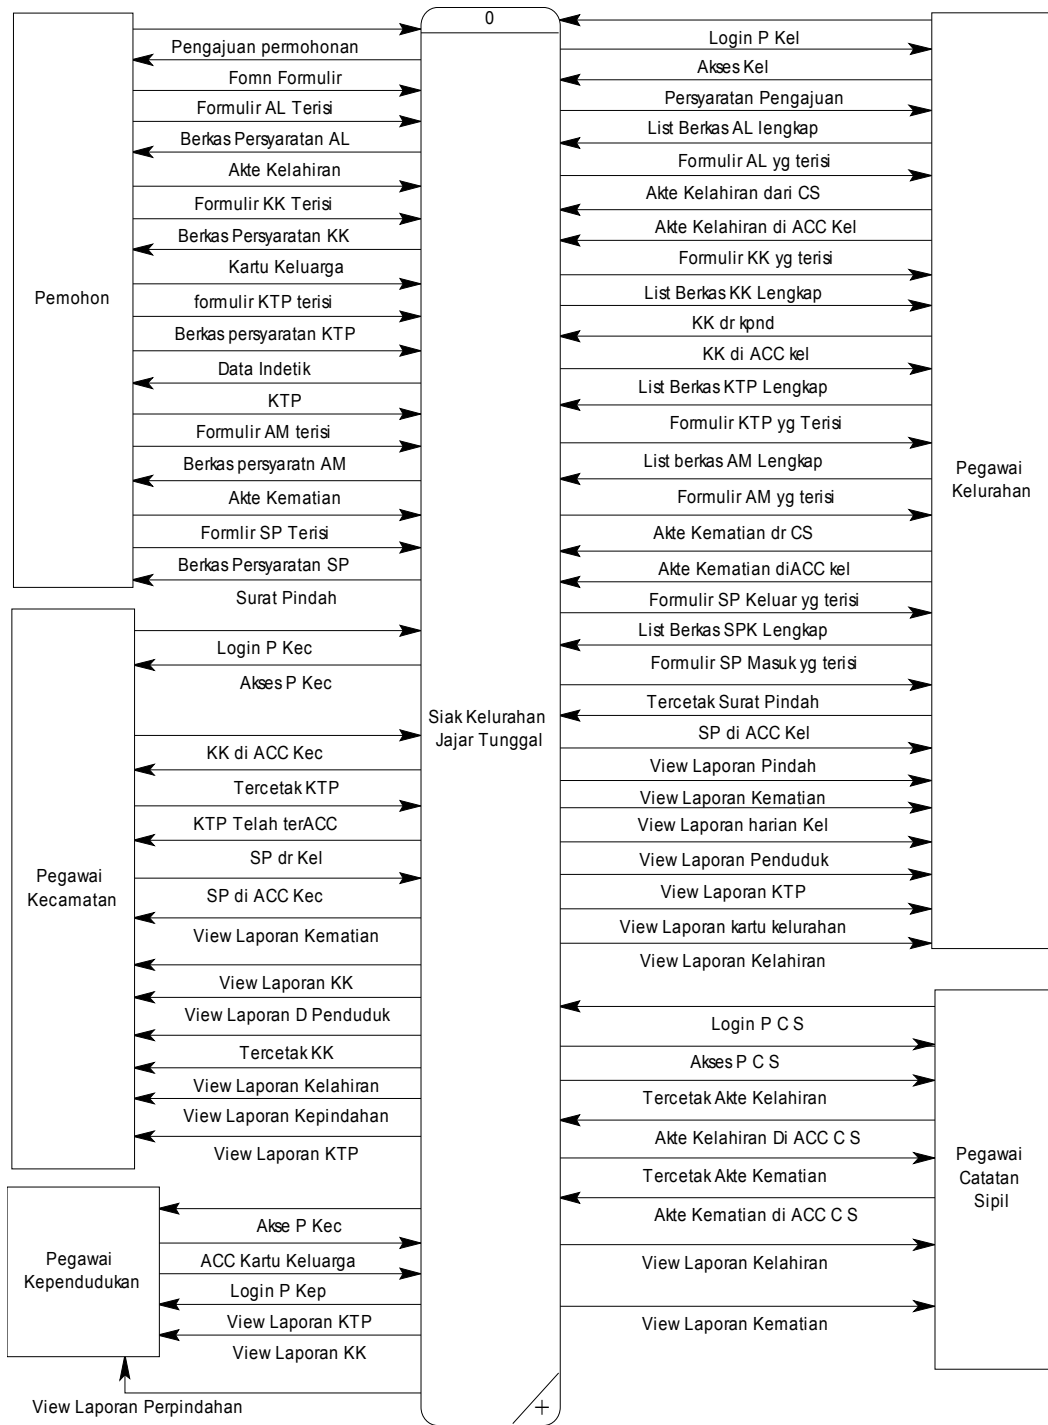 0
Pengajuan permohonan
Fomn Formulir
Formulir AL Terisi
Berkas Persyaratan AL
Akte Kelahiran
Formulir KK Terisi
Berkas Persyaratan KK
Kartu Keluarga
formulir KTP terisi
Berkas persyaratan KTP
Data Indetik
KTP
Formulir AM terisi
Berkas persyaratn AM
Akte Kematian
Formlir SP Terisi
Berkas Persyaratan SP
Surat Pindah
Pemohon
Login P Kec
Akses P Kec
KK di ACC Kec
Tercetak KTP
KTP Telah terACC
SP dr Kel
SP di ACC Kec
View Laporan Kematian
View Laporan KK
View Laporan D Penduduk
Tercetak KK
View Laporan Kelahiran
View Laporan Kepindahan
View Laporan KTP
Pegawai
Kecamatan
Akse P Kec
ACC Kartu Keluarga
Login P Kep
View Laporan KTP
View Laporan KK
View Laporan Perpindahan
Pegawai
Kependudukan
Siak Kelurahan
Jajar Tunggal
+
Login P Kel
Akses Kel
Persyaratan Pengajuan
List Berkas AL lengkap
Formulir AL yg terisi
Akte Kelahiran dari CS
Akte Kelahiran di ACC Kel
Formulir KK yg terisi
List Berkas KK Lengkap
KK dr kpnd
KK di ACC kel
List Berkas KTP Lengkap
Formulir KTP yg Terisi
List berkas AM Lengkap
Formulir AM yg terisi
Akte Kematian dr CS
Akte Kematian diACC kel
Formulir SP Keluar yg terisi
List Berkas SPK Lengkap
Formulir SP Masuk yg terisi
Tercetak Surat Pindah
SP di ACC Kel
View Laporan Pindah
View Laporan Kematian
View Laporan harian Kel
View Laporan Penduduk
View Laporan KTP
View Laporan kartu kelurahan
View Laporan Kelahiran
Pegawai
Kelurahan
Login P C S
Akses P C S
Tercetak Akte Kelahiran
Akte Kelahiran Di ACC C S
Tercetak Akte Kematian
Akte Kematian di ACC C S
View Laporan Kelahiran
View Laporan Kematian
Pegawai
Catatan
Sipil